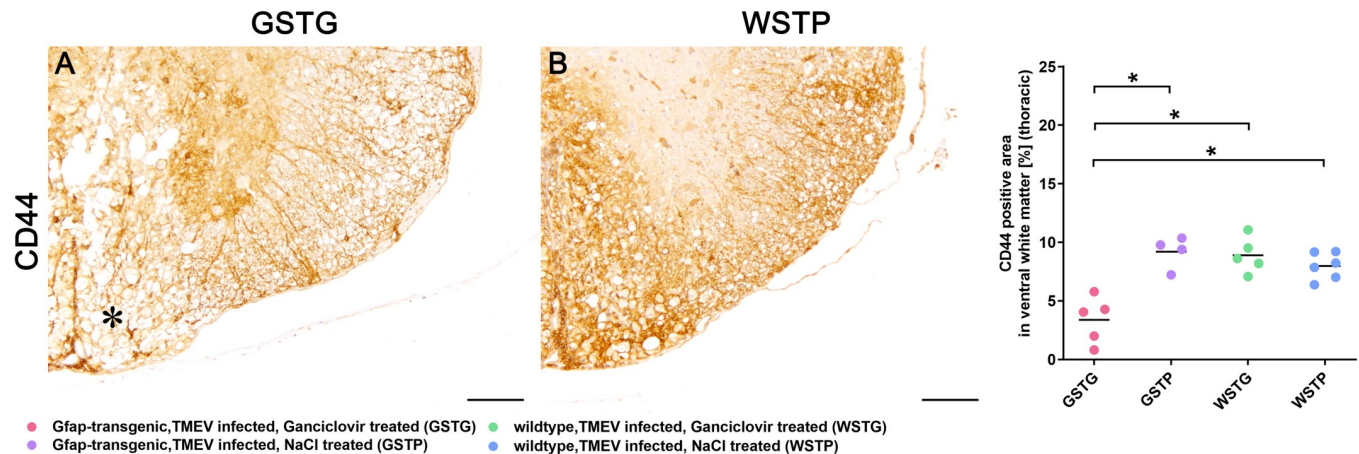 GSTG
WSTP
A
B
CD44
*
25
20
15
10
5
0
CD44 positive area
in ventral white matter [%] (thoracic)
*
*
*
GSTG
GSTP
WSTG
WSTP
Gfap-transgenic,TMEV infected, Ganciclovir treated (GSTG)
Gfap-transgenic,TMEV infected, NaCl treated (GSTP)
wildtype,TMEV infected, Ganciclovir treated (WSTG)
wildtype,TMEV infected, NaCl treated (WSTP)